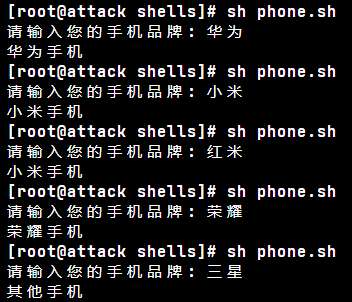 [root@attack shells]# sh phone.sh
请输入您的手机品牌: 华为
华为手机
[root@attack shells]# sh phone.sh
请输入您的手机品牌: 小米
小米手机
[root@attack shells]# sh phone.sh
请输入您的手机品牌: 红米
小米手机
[root@attack shells]# sh phone.sh
请输入您的手机品牌: 荣耀
荣耀手机
[root@attack shells]# sh phone.sh
请输入您的手机品牌: 三星
其他手机